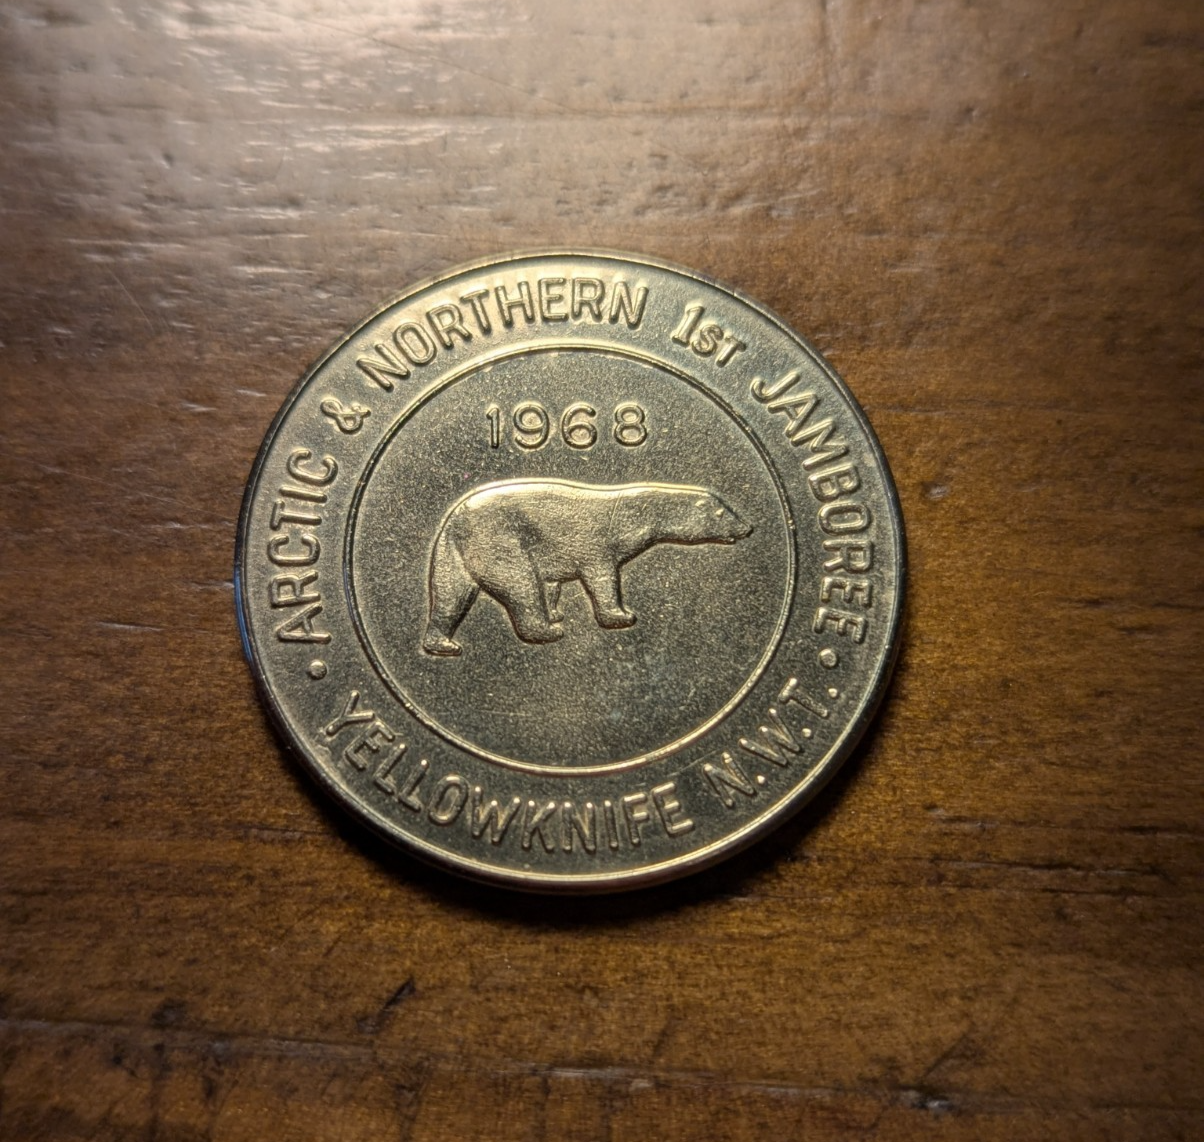 · ARCTIC & NORTHERN 1ST JAMBOREE ·
1968
YELLOWKNIFE N.W.T.